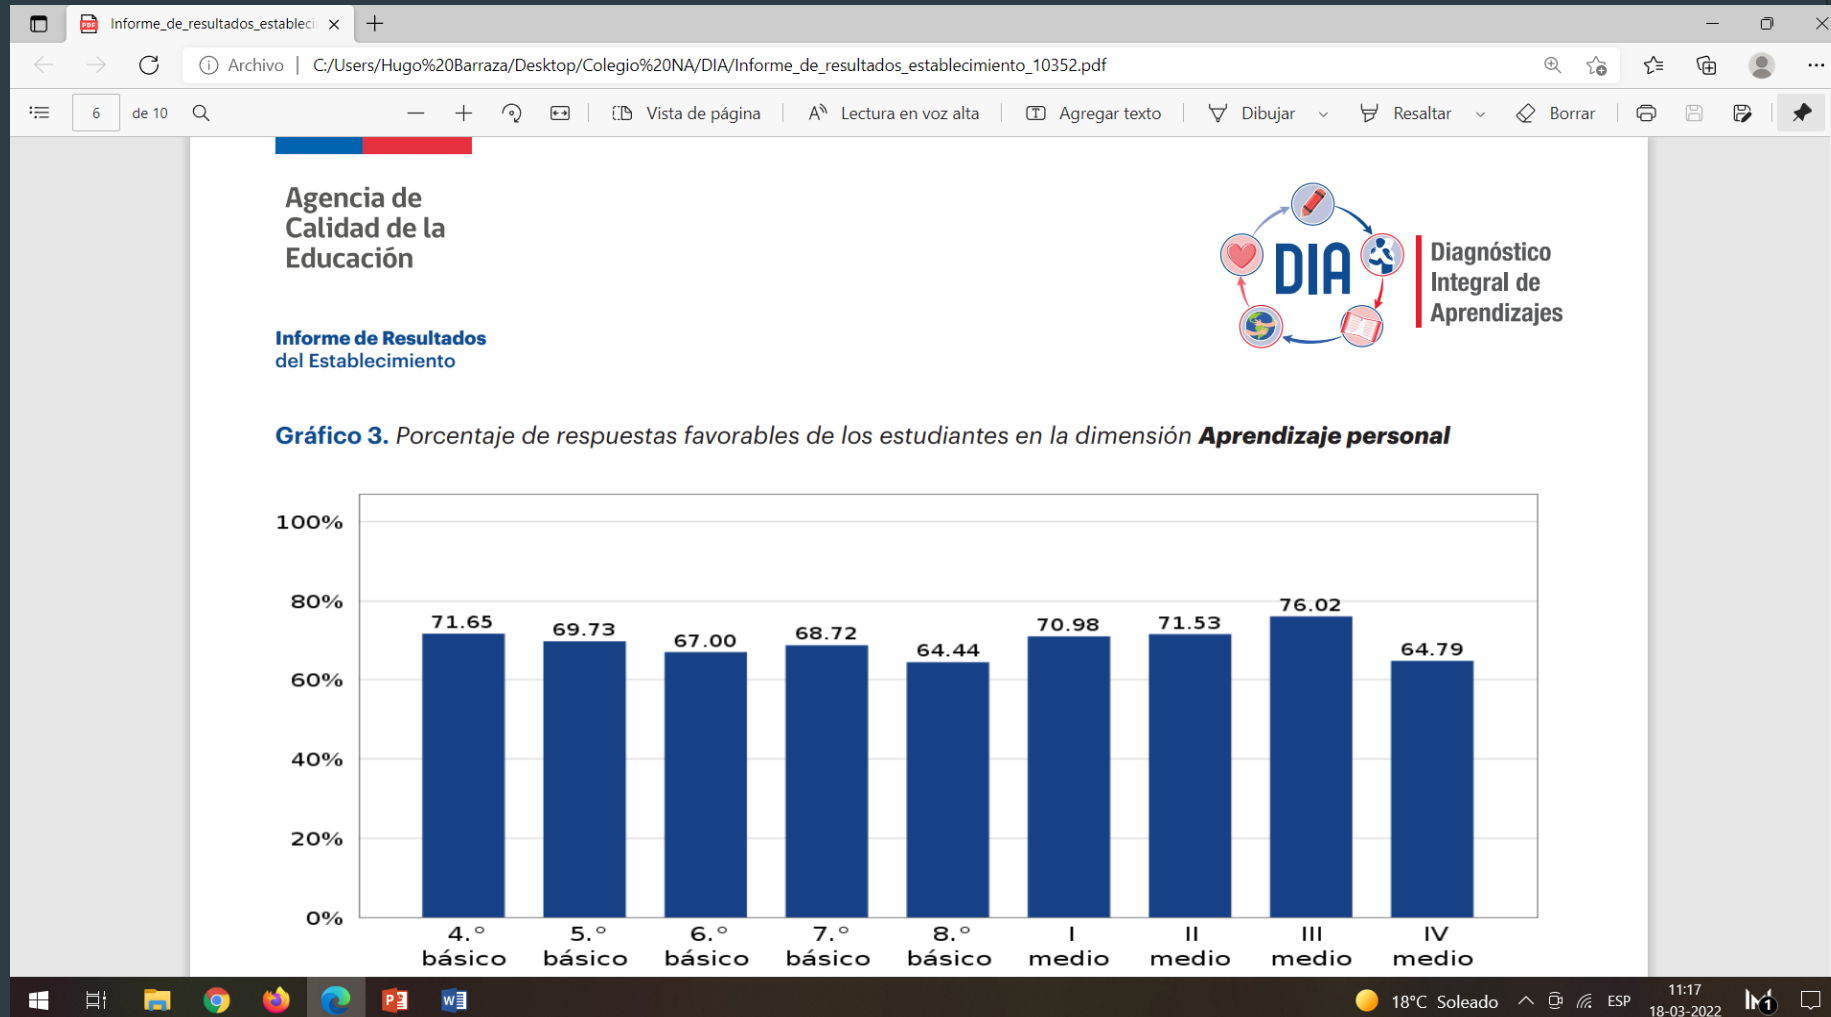 Informe_de_resultados_estableci
Archivo | C:/Users/Hugo%20Barraza/Desktop/Colegio%20NA/DIA/Informe_de_resultados_establecimiento_10352.pdf
6 de 10 Vista de página Lectura en voz alta Agregar texto Dibujar Resaltar Borrar
Agencia de
Calidad de la
Educación
DIA
Diagnóstico
Integral de
Aprendizajes
Informe de Resultados
del Establecimiento
Gráfico 3. Porcentaje de respuestas favorables de los estudiantes en la dimensión Aprendizaje personal
100%
80%
60%
40%
20%
0%
71.65 69.73 67.00 68.72 64.44 70.98 71.53 76.02 64.79
4.° 5.° 6.° 7.° 8.° I II III IV
básico básico básico básico básico medio medio medio medio
18°C Soleado ESP
11:17
18-03-2022
1